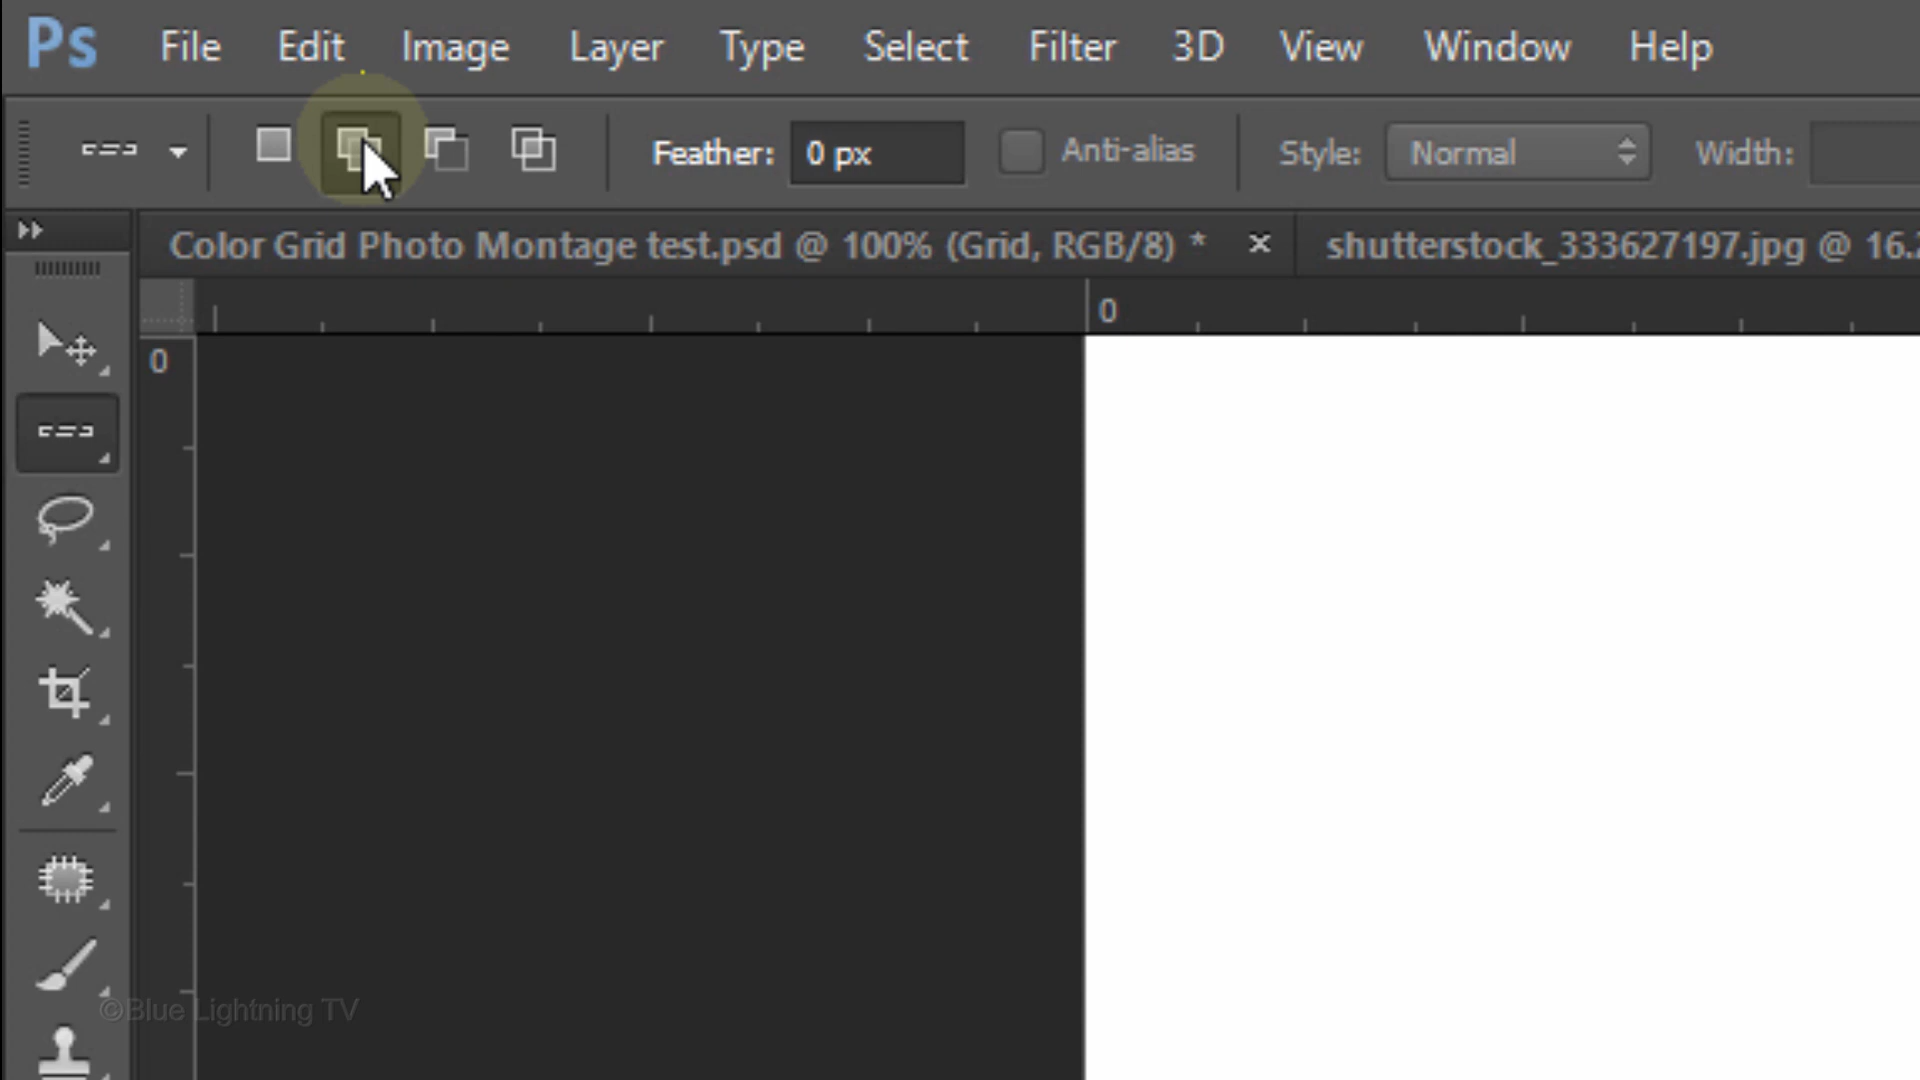 Ps File Edit Image Layer Type Select Filter 3D View Window Help
Feather: 0 px Anti-alias Style: Normal Width:
Color Grid Photo Montage test.psd @ 100% (Grid, RGB/8) * × shutterstock_333627197.jpg @ 16.
0
0
©Blue Lightning TV